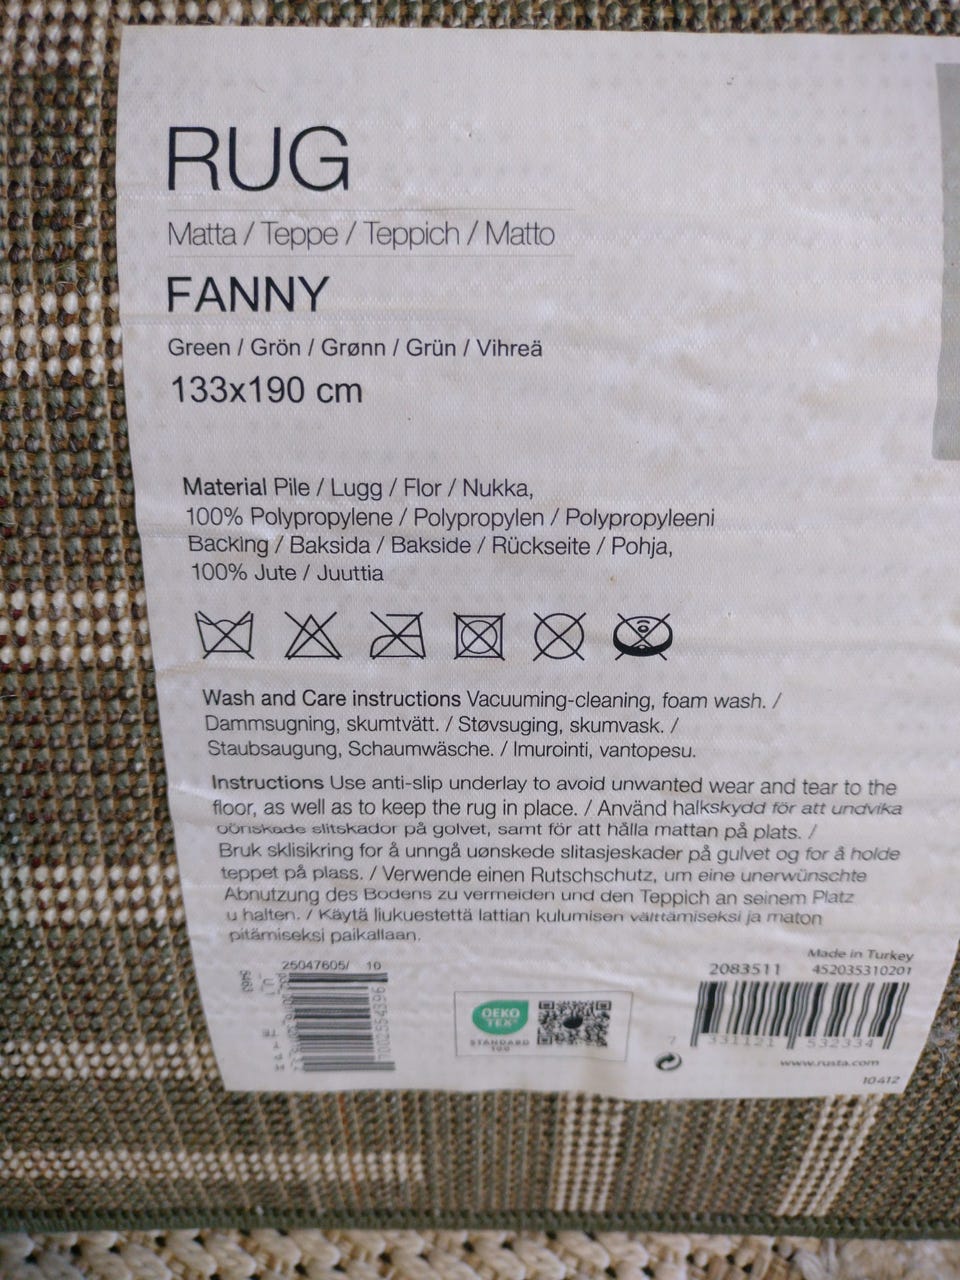 RUG
Matta / Teppe / Teppich / Matto
FANNY
Green / Grön / Grønn / Grün / Vihreä
133x190 cm
Material Pile / Lugg / Flor / Nukka,
100% Polypropylene / Polypropylen / Polypropyleeni
Backing / Baksida / Bakside / Rückseite / Pohja,
100% Jute / Juuttia
Wash and Care instructions Vacuuming-cleaning, foam wash. /
Dammsugning, skumtvätt. / Støvsuging, skumvask. /
Staubsaugung, Schaumwäsche. / Imurointi, vantopesu.
Instructions Use anti-slip underlay to avoid unwanted wear and tear to the
floor, as well as to keep the rug in place. / Använd halkskydd för att undvika
oönskade slitskador på golvet, samt för att hålla mattan på plats. /
Bruk sklisikring for å unngå uønskede slitasjeskader på gulvet og for å holde
teppet på plass. / Verwende einen Rutschschutz, um eine unerwünschte
Abnutzung des Bodens zu vermeiden und den Teppich an seinem Platz
u halten. / Käytä liukuestettä lattian kulumisen välttämiseksi ja maton
pitämiseksi paikallaan.
Made in Turkey
25047605/ 10
2083511 452035310201
5463
OEKO
TEX®
STANDARD
100
7 331121 532334
www.rusta.com
10412